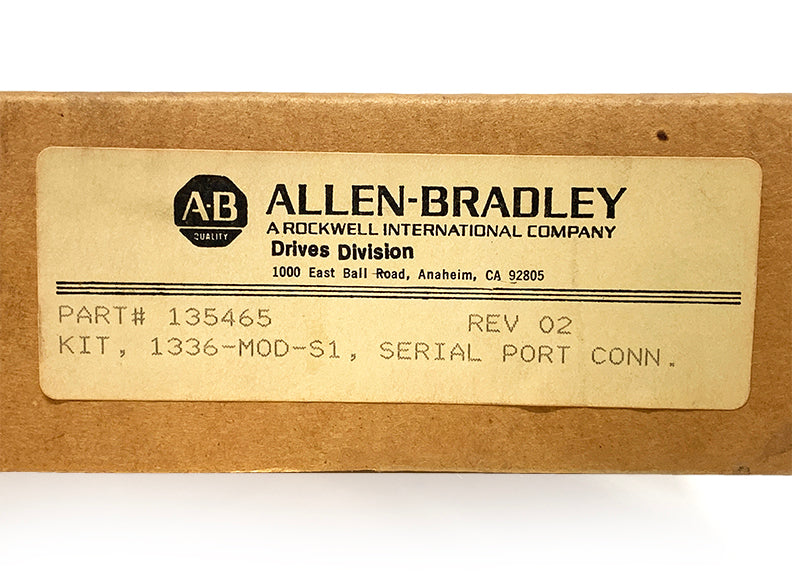 A·B
QUALITY
ALLEN-BRADLEY
A ROCKWELL INTERNATIONAL COMPANY
Drives Division
1000 East Ball Road, Anaheim, CA 92805
PART# 135465 REV 02
KIT, 1336-MOD-S1, SERIAL PORT CONN.